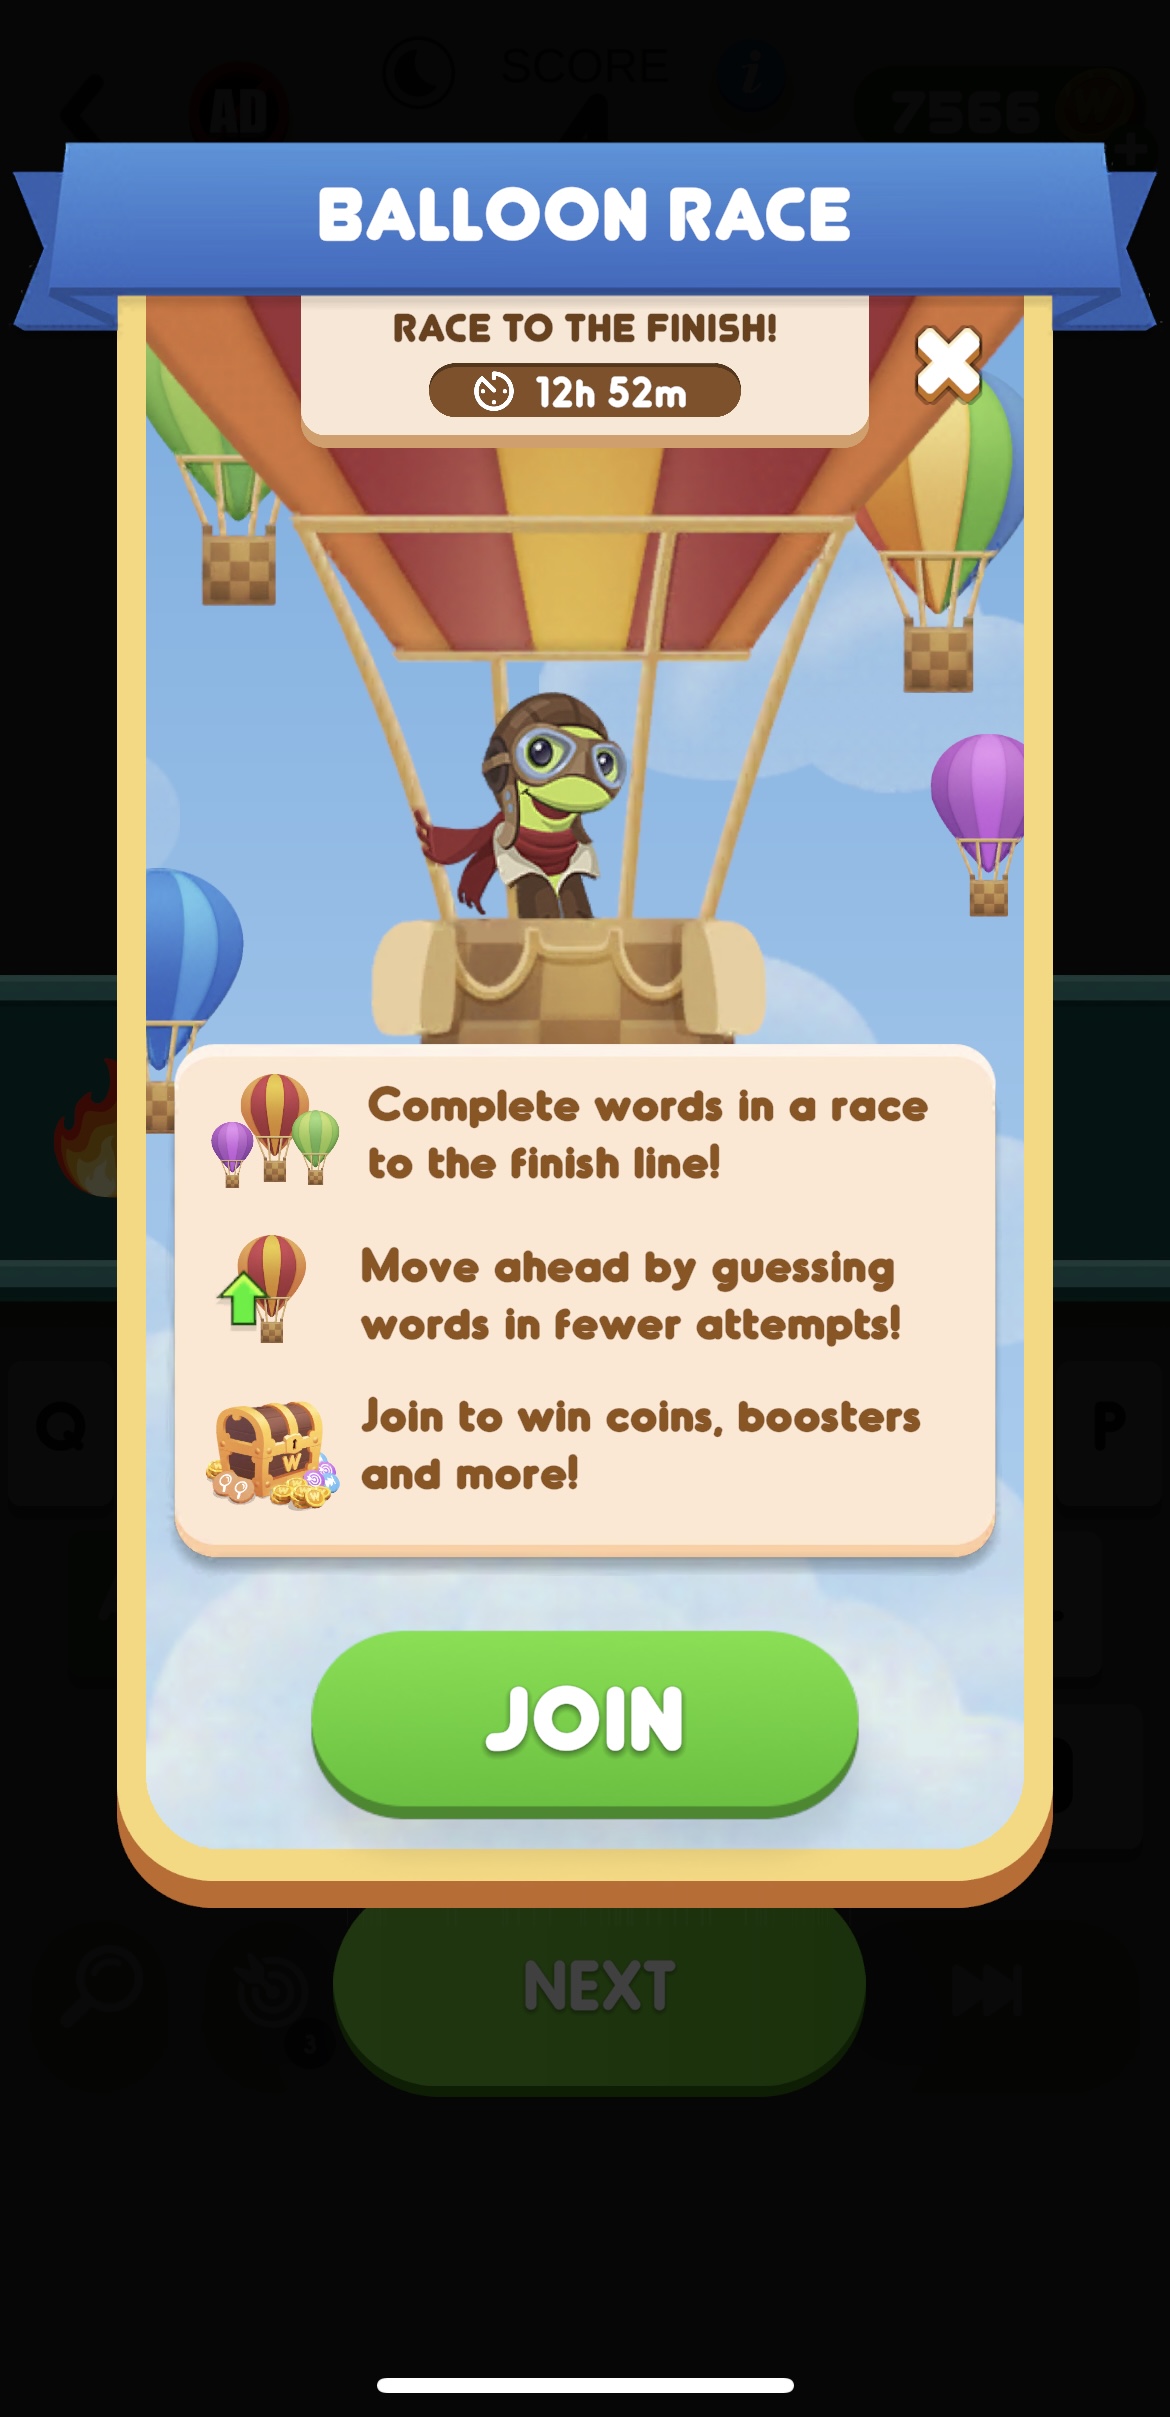 AD
SCORE
i
7566
BALLOON RACE
RACE TO THE FINISH!
12h 52m
Complete words in a race
to the finish line!
Move ahead by guessing
words in fewer attempts!
W
Join to win coins, boosters
and more!
Q
P
JOIN
NEXT
3